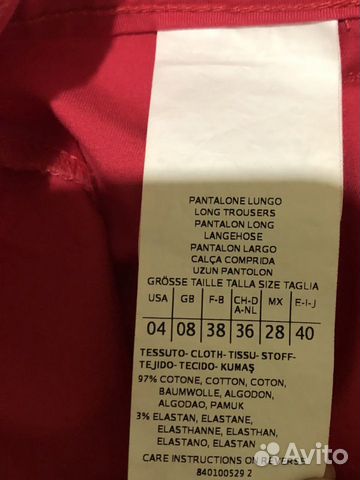 PANTALONE LUNGO
LONG TROUSERS
PANTALON LONG
LANGEHOSE
PANTALON LARGO
CALÇA COMPRIDA
UZUN PANTOLON
GRÖSSE TAILLE TALLA SIZE TAGLIA
USA GB F-B CH-D A-NL MX E-I-J
04 08 38 36 28 40
TESSUTO- CLOTH-TISSU-STOFF-
TEJIDO-TECIDO-KUMAŞ
97% COTONE, COTTON, COTON,
BAUMWOLLE, ALGODON,
ALGODAO, PAMUK
3% ELASTAN, ELASTANE,
ELASTHANNE, ELASTHAN,
ELASTANO, ELASTAN
CARE INSTRUCTIONS ON REVERSE
840100529 2
Avito